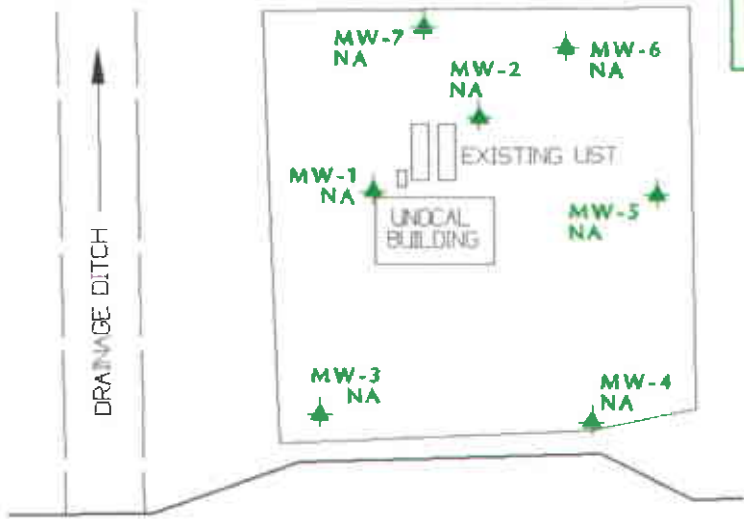 MW-7
NA
MW-6
NA
MW-2
NA
EXISTING UST
MW-1
NA
UNOCAL
BUILDING
MW-5
NA
DRAINAGE DITCH
MW-3
NA
MW-4
NA